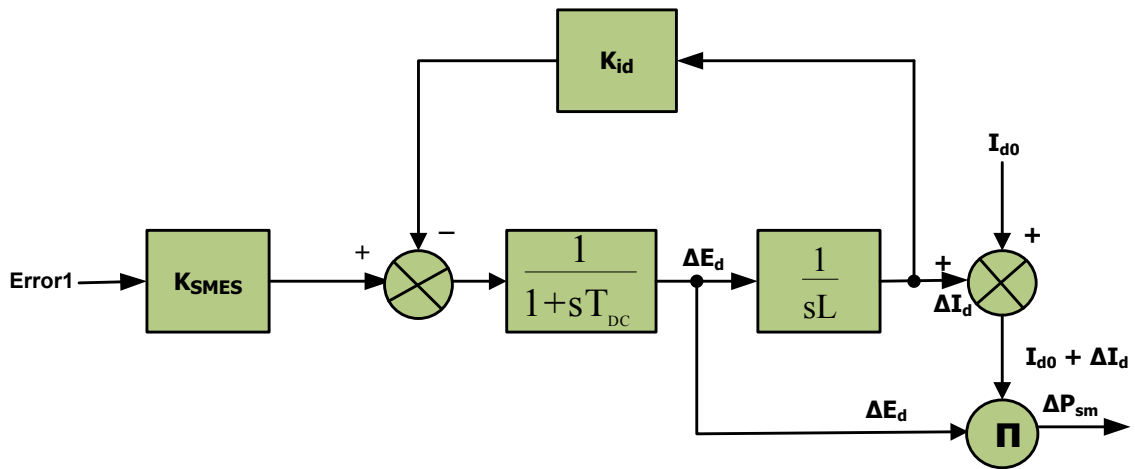 K_id
I_d0
+
−
+
Error1
K_SMES
1
1+sT_DC
ΔE_d
1
sL
+
ΔI_d
I_d0 + ΔI_d
ΔE_d
Π
ΔP_sm